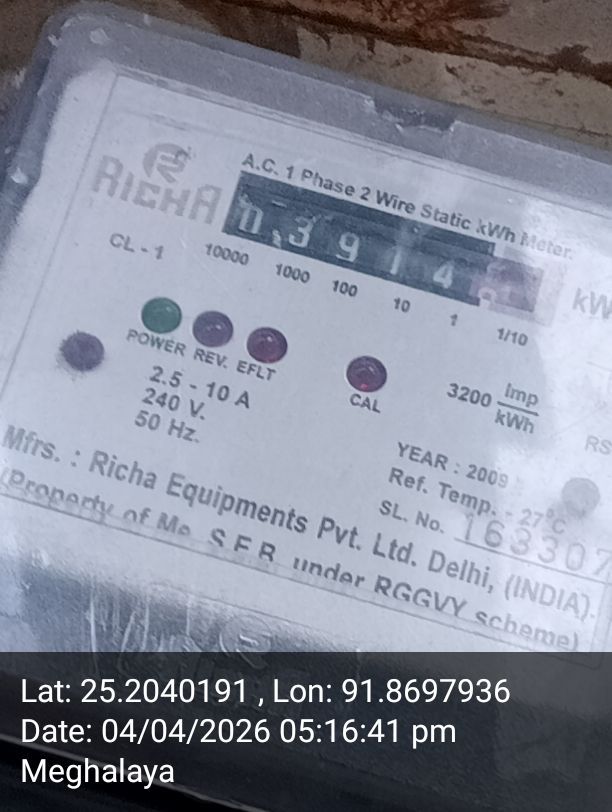 RICHA
A.C. 1 Phase 2 Wire Static kWh Meter.
0 3 9 1 4
kW
CL - 1
10000 1000 100 10 1 1/10
POWER REV. EFLT
CAL
2.5 - 10 A
240 V.
50 Hz.
3200 Imp/kWh
RS
YEAR : 2009
Ref. Temp. - 27°C
SL. No. 163307
Mfrs. : Richa Equipments Pvt. Ltd. Delhi, (INDIA).
(Property of Me. S.E.R. under RGGVY scheme)
Lat: 25.2040191 , Lon: 91.8697936
Date: 04/04/2026 05:16:41 pm
Meghalaya